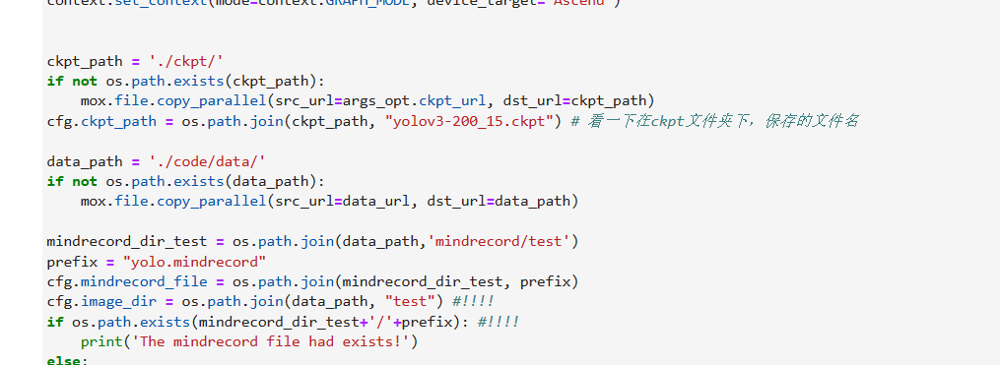 context.set_context(mode=context.GRAPH_MODE, device_target="Ascend")
ckpt_path = './ckpt/'
if not os.path.exists(ckpt_path):
    mox.file.copy_parallel(src_url=args_opt.ckpt_url, dst_url=ckpt_path)
cfg.ckpt_path = os.path.join(ckpt_path, "yolov3-200_15.ckpt") # 看一下在ckpt文件夹下，保存的文件名
data_path = './code/data/'
if not os.path.exists(data_path):
    mox.file.copy_parallel(src_url=data_url, dst_url=data_path)
mindrecord_dir_test = os.path.join(data_path,'mindrecord/test')
prefix = "yolo.mindrecord"
cfg.mindrecord_file = os.path.join(mindrecord_dir_test, prefix)
cfg.image_dir = os.path.join(data_path, "test") #!!!!
if os.path.exists(mindrecord_dir_test+'/'+prefix): #!!!!
    print('The mindrecord file had exists!')
else: